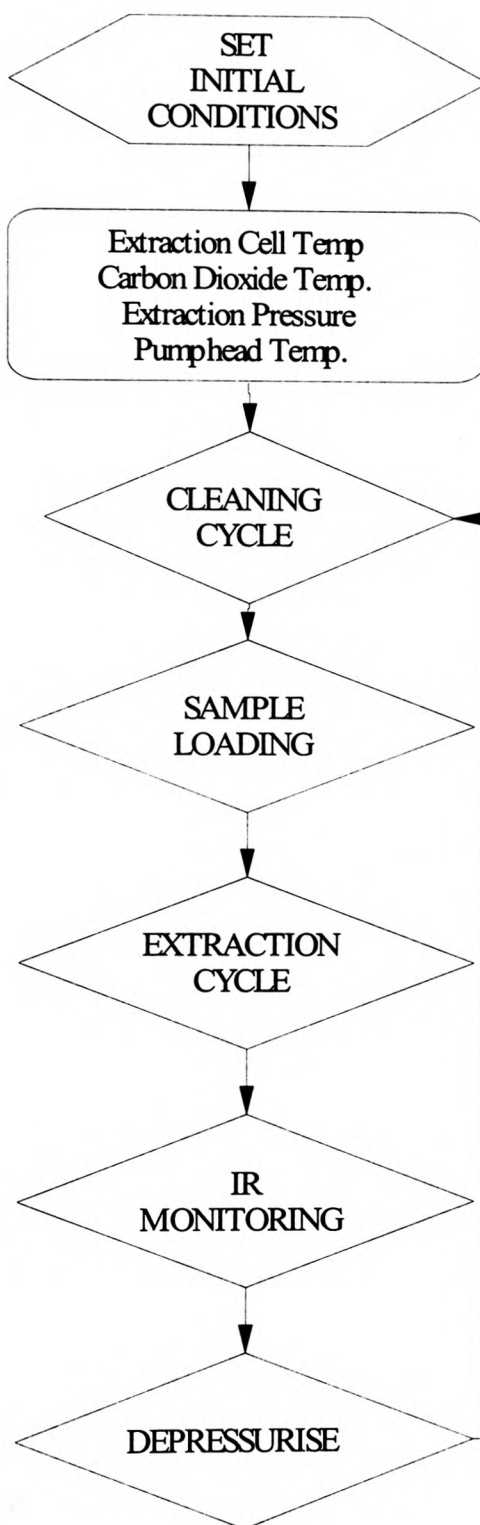 SET
INITIAL
CONDITIONS
Extraction Cell Temp
Carbon Dioxide Temp.
Extraction Pressure
Pumphead Temp.
CLEANING
CYCLE
SAMPLE
LOADING
EXTRACTION
CYCLE
IR
MONITORING
DEPRESSURISE